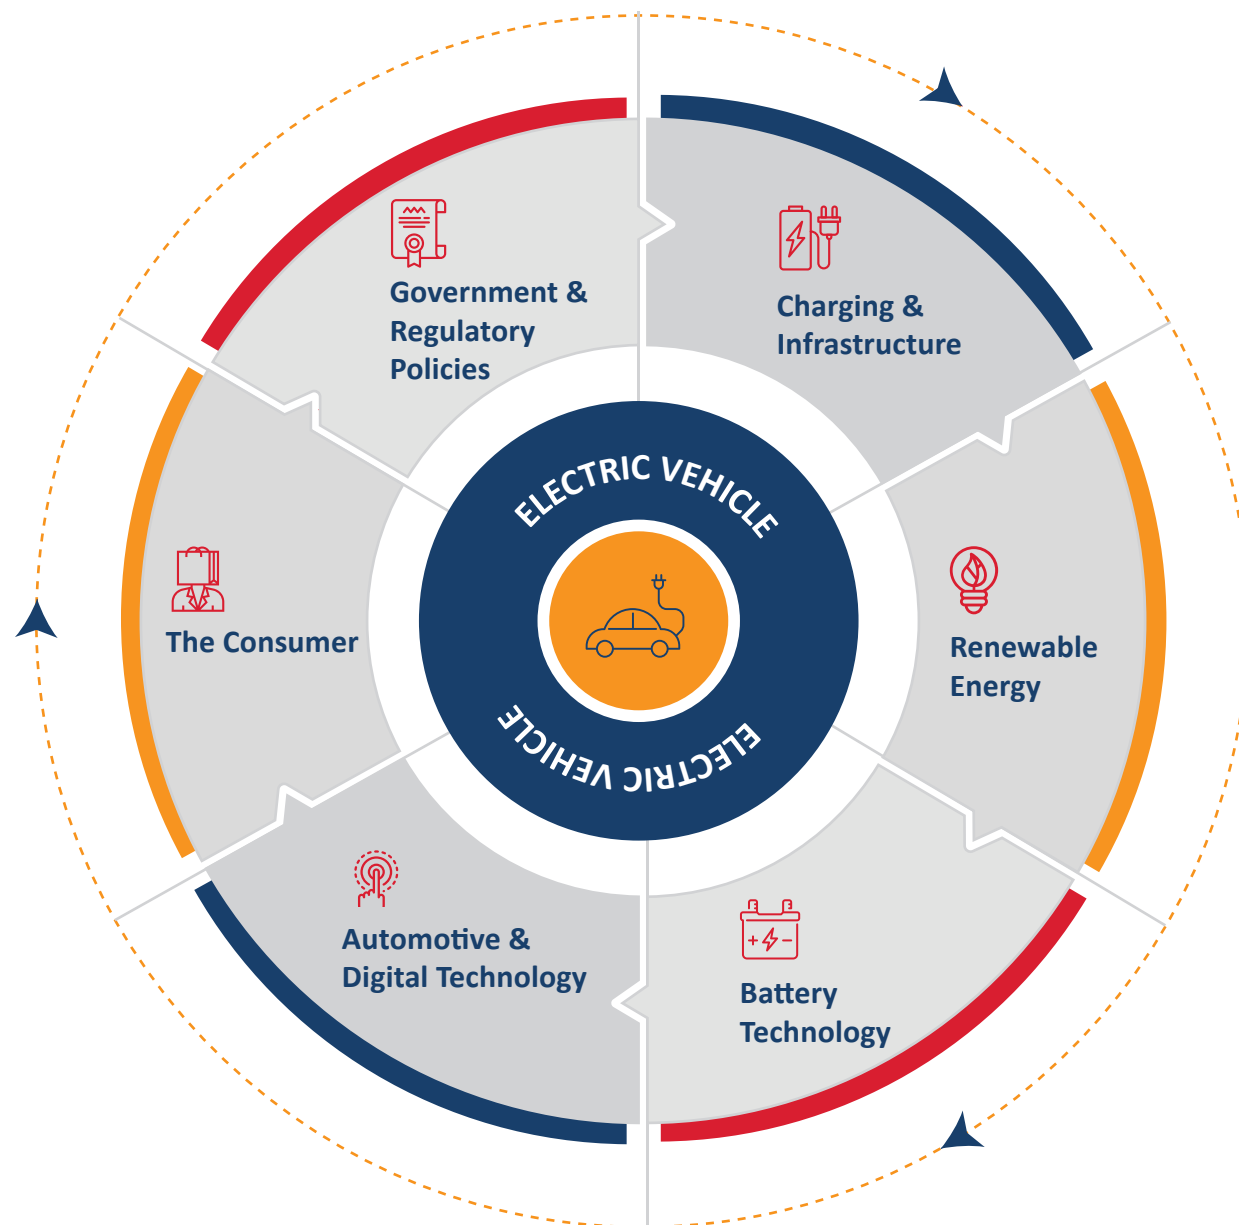 Government &
Regulatory
Policies
Charging &
Infrastructure
ELECTRIC VEHICLE
The Consumer
Renewable
Energy
ELECTRIC VEHICLE
Automotive &
Digital Technology
Battery
Technology